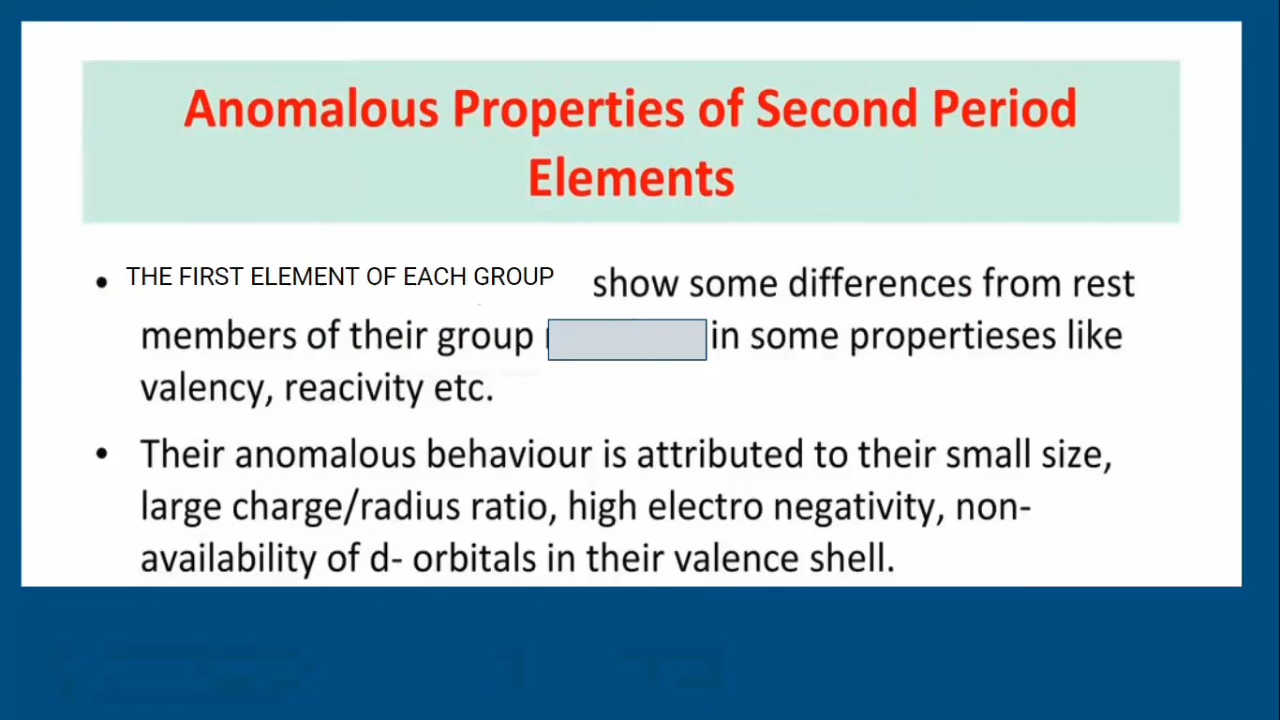 Anomalous Properties of Second Period
Elements
• THE FIRST ELEMENT OF EACH GROUP show some differences from rest
members of their group in some propertieses like
valency, reacivity etc.
• Their anomalous behaviour is attributed to their small size,
large charge/radius ratio, high electro negativity, non-
availability of d- orbitals in their valence shell.